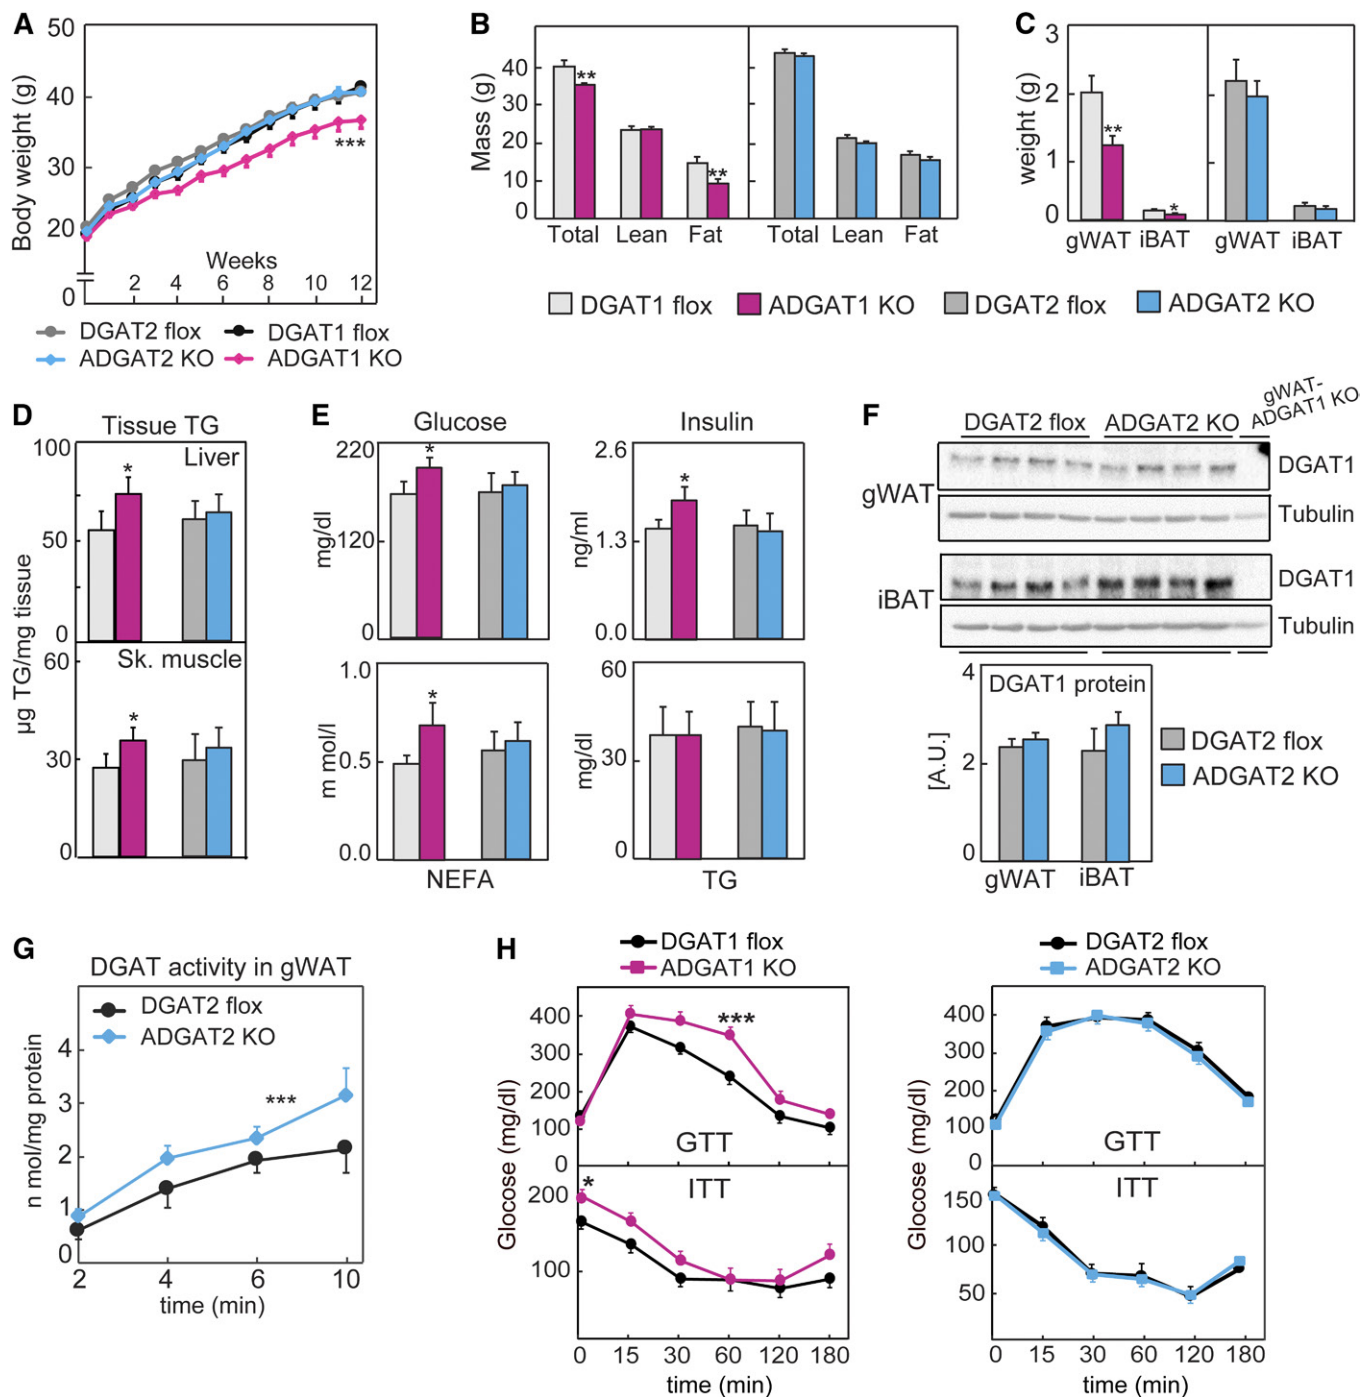 A
50
40
30
20
0
Body weight (g)
***
Weeks
2 4 6 8 10 12
DGAT2 flox
DGAT1 flox
ADGAT2 KO
ADGAT1 KO
B
Mass (g)
40
30
20
10
0
**
**
Total Lean Fat
Total Lean Fat
C
weight (g)
3
2
1
0
**
*
gWAT iBAT
gWAT iBAT
DGAT1 flox
ADGAT1 KO
DGAT2 flox
ADGAT2 KO
D
Tissue TG
µg TG/mg tissue
100
50
0
Liver
*
60
30
0
Sk. muscle
*
E
Glucose
mg/dl
220
120
0
*
Insulin
ng/ml
2.6
1.3
0.0
*
m mol/l
1.0
0.5
0.0
*
NEFA
mg/dl
60
30
0
TG
F
DGAT2 flox
ADGAT2 KO
gWAT-
ADGAT1 KO
gWAT
DGAT1
Tubulin
iBAT
DGAT1
Tubulin
DGAT1 protein
[A.U.]
4
2
0
gWAT iBAT
DGAT2 flox
ADGAT2 KO
G
DGAT activity in gWAT
DGAT2 flox
ADGAT2 KO
n mol/mg protein
4
3
2
1
0
***
2 4 6 10
time (min)
H
DGAT1 flox
ADGAT1 KO
Glocose (mg/dl)
400
300
200
100
0
***
GTT
200
100
*
ITT
0 15 30 60 120 180
time (min)
DGAT2 flox
ADGAT2 KO
Glocose (mg/dl)
400
300
200
100
0
GTT
150
100
50
ITT
0 15 30 60 120 180
time (min)